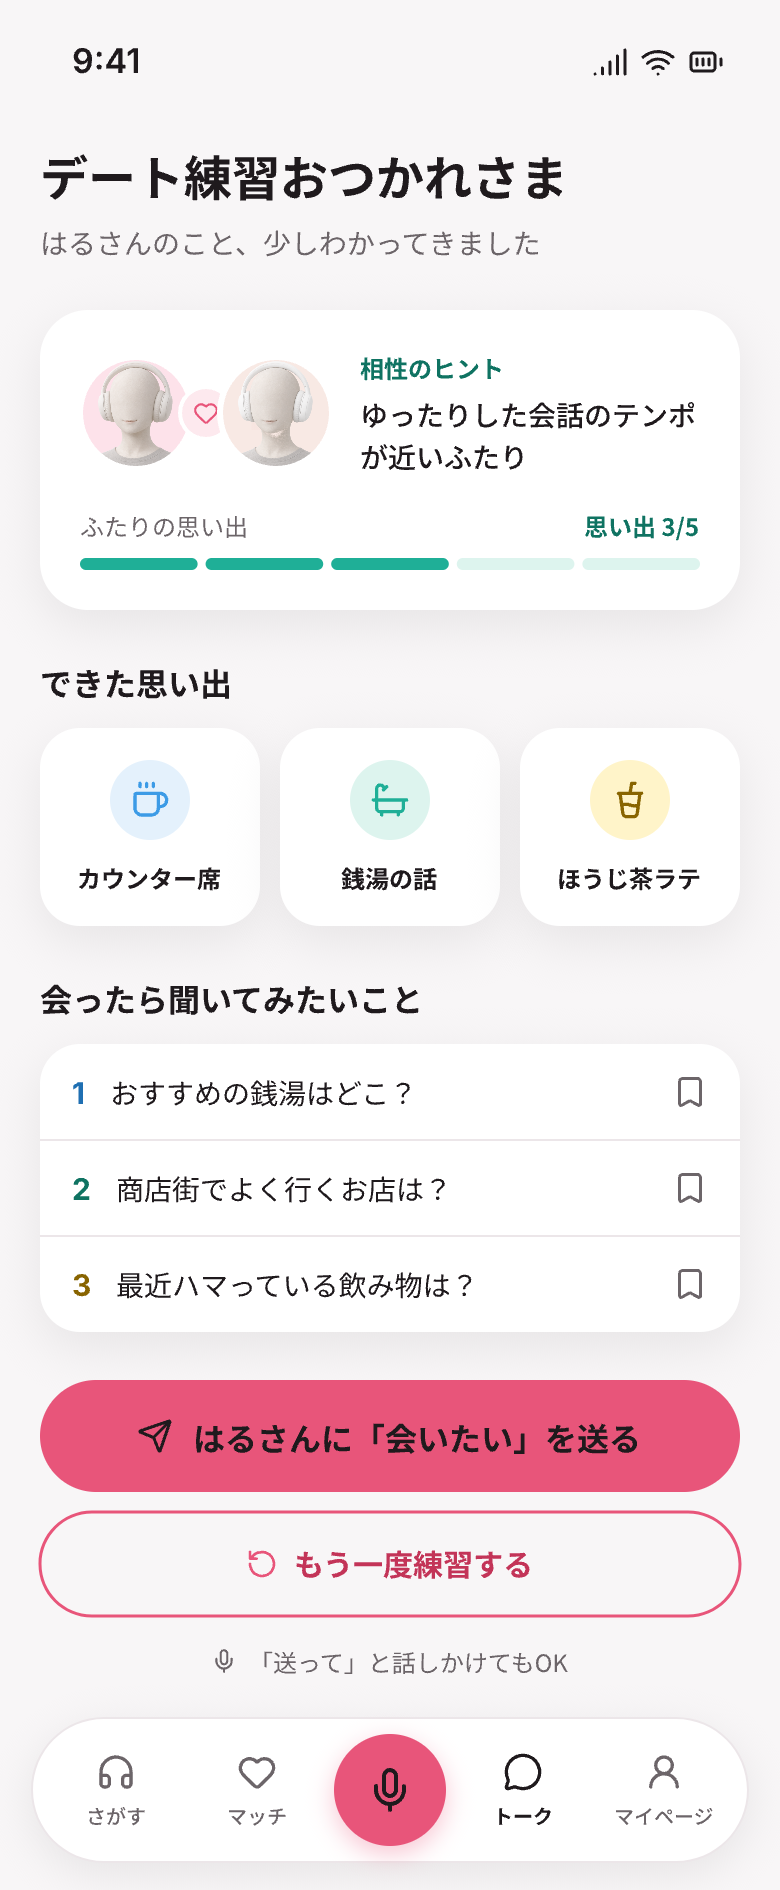 9:41
デート練習おつかれさま
はるさんのこと、少しわかってきました
相性のヒント
ゆったりした会話のテンポ
が近いふたり
ふたりの思い出
思い出 3/5
できた思い出
カウンター席
銭湯の話
ほうじ茶ラテ
会ったら聞いてみたいこと
1 おすすめの銭湯はどこ？
2 商店街でよく行くお店は？
3 最近ハマっている飲み物は？
はるさんに「会いたい」を送る
もう一度練習する
「送って」と話しかけてもOK
さがす
マッチ
トーク
マイページ